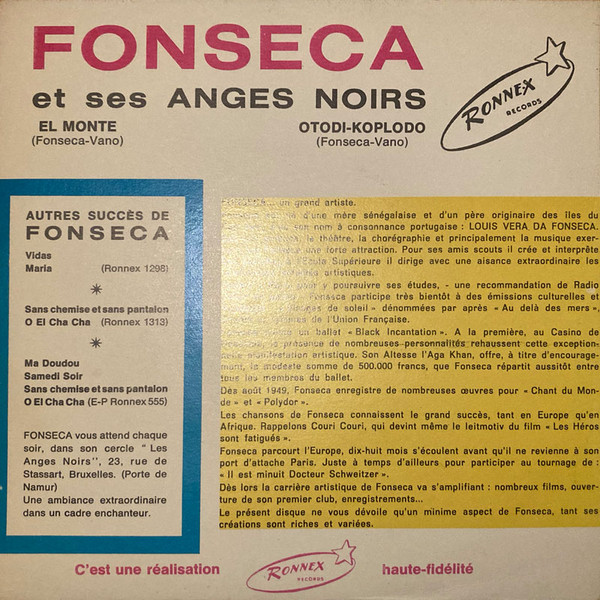 FONSECA
et ses ANGES NOIRS
EL MONTE
(Fonseca-Vano)
OTODI-KOPLODO
(Fonseca-Vano)
RONNEX
RECORDS
AUTRES SUCCÈS DE
FONSECA
Vidas
Maria (Ronnex 1298)
Sans chemise et sans pantalon
O El Cha Cha (Ronnex 1313)
Ma Doudou
Samedi Soir
Sans chemise et sans pantalon
O El Cha Cha (E-P Ronnex 555)
FONSECA vous attend chaque
soir, dans son cercle "Les
Anges Noirs", 23, rue de
Stassart, Bruxelles. (Porte de
Namur)
Une ambiance extraordinaire
dans un cadre enchanteur.
un grand artiste.
d'une mère sénégalaise et d'un père originaire des îles du
son nom à consonnance portugaise : LOUIS VERA DA FONSECA.
le théâtre, la chorégraphie et principalement la musique exer-
une forte attraction. Pour ses amis scouts il crée et interprète
Supérieure il dirige avec une aisance extraordinaire les
artistiques.
y poursuivre ses études, - une recommandation de Radio
Fonseca participe très bientôt à des émissions culturelles et
de soleil » dénommées par après « Au delà des mers »,
de l'Union Française.
un ballet « Black Incantation ». A la première, au Casino de
la présence de nombreuses personnalités rehaussent cette exception-
manifestation artistique. Son Altesse l'Aga Khan, offre, à titre d'encourage-
ment, la modeste somme de 500.000 francs, que Fonseca répartit aussitôt entre
tous les membres du ballet.
Dès août 1949, Fonseca enregistre de nombreuses œuvres pour « Chant du Mon-
de » et « Polydor ».
Les chansons de Fonseca connaissent le grand succès, tant en Europe qu'en
Afrique. Rappelons Couri Couri, qui devint même le leitmotiv du film « Les Héros
sont fatigués ».
Fonseca parcourt l'Europe, dix-huit mois s'écoulent avant qu'il ne revienne à son
port d'attache Paris. Juste à temps d'ailleurs pour participer au tournage de :
« Il est minuit Docteur Schweitzer ».
Dès lors la carrière artistique de Fonseca va s'amplifiant : nombreux films, ouver-
ture de son premier club, enregistrements...
Le présent disque ne vous dévoile qu'un minime aspect de Fonseca, tant ses
créations sont riches et variées.
C'est une réalisation
RONNEX
RECORDS
haute-fidélité